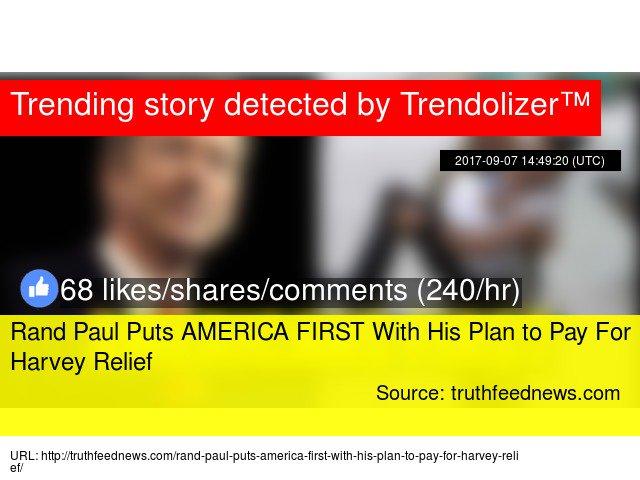 Trending story detected by Trendolizer™
2017-09-07 14:49:20 (UTC)
68 likes/shares/comments (240/hr)
Rand Paul Puts AMERICA FIRST With His Plan to Pay For
Harvey Relief
Source: truthfeednews.com
URL: http://truthfeednews.com/rand-paul-puts-america-first-with-his-plan-to-pay-for-harvey-reli
ef/